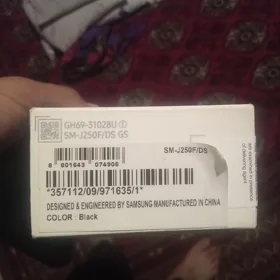 GH69-31028U ①
SM-J250F/DS GS
SM-J250F/DS
8 801643 074906
*357112/09/971635/1*
DESIGNED & ENGINEERED BY SAMSUNG MANUFACTURED IN CHINA
COLOR : Black